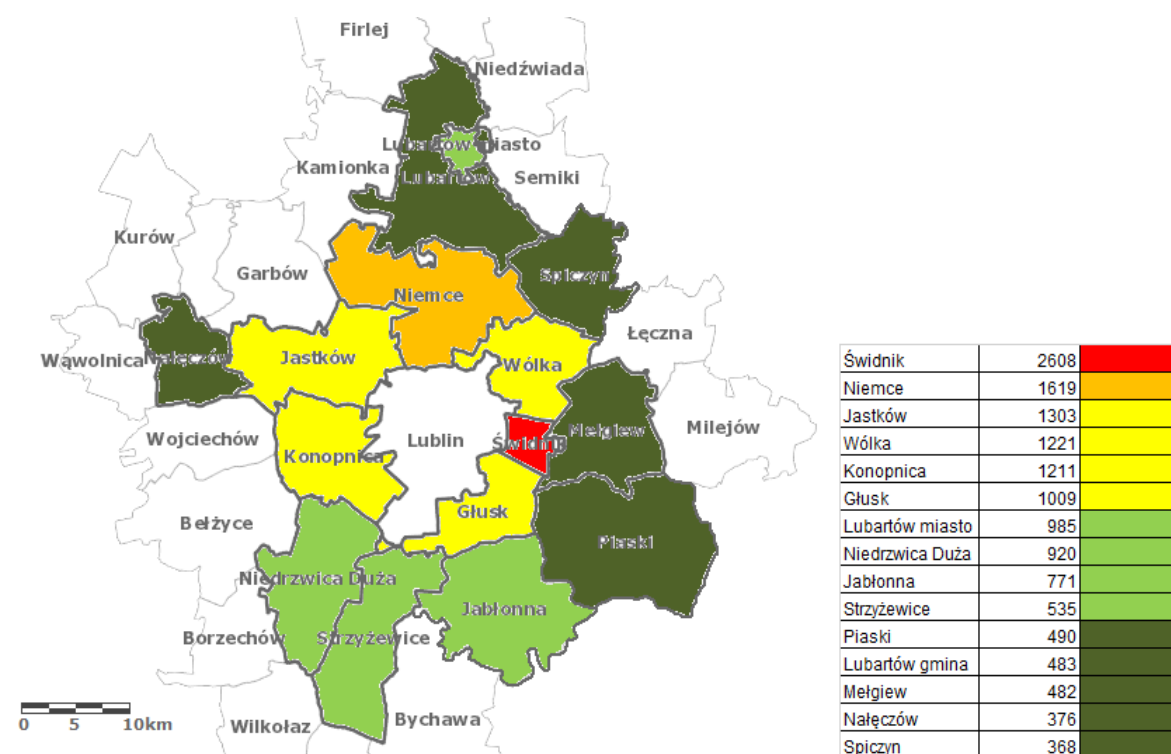 Firlej
Niedźwiada
Lubartów miasto
Kamionka
Lubartów
Serniki
Kurów
Garbów
Spiczyn
Niemce
Łęczna
Wąwolnica
Nałęczów
Jastków
Wólka
Wojciechów
Konopnica
Lublin
Świdnik
Mełgiew
Milejów
Bełżyce
Głusk
Piaski
Niedrzwica Duża
Jabłonna
Borzechów
Strzyżewice
Wilkołaz
Bychawa
0 5 10km
Świdnik 2608
Niemce 1619
Jastków 1303
Wólka 1221
Konopnica 1211
Głusk 1009
Lubartów miasto 985
Niedrzwica Duża 920
Jabłonna 771
Strzyżewice 535
Piaski 490
Lubartów gmina 483
Mełgiew 482
Nałęczów 376
Spiczyn 368